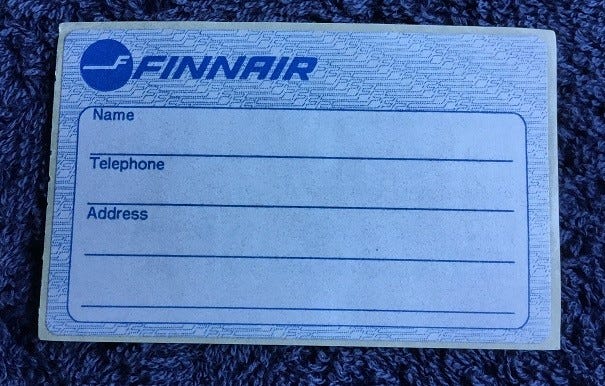 FINNAIR
Name
Telephone
Address